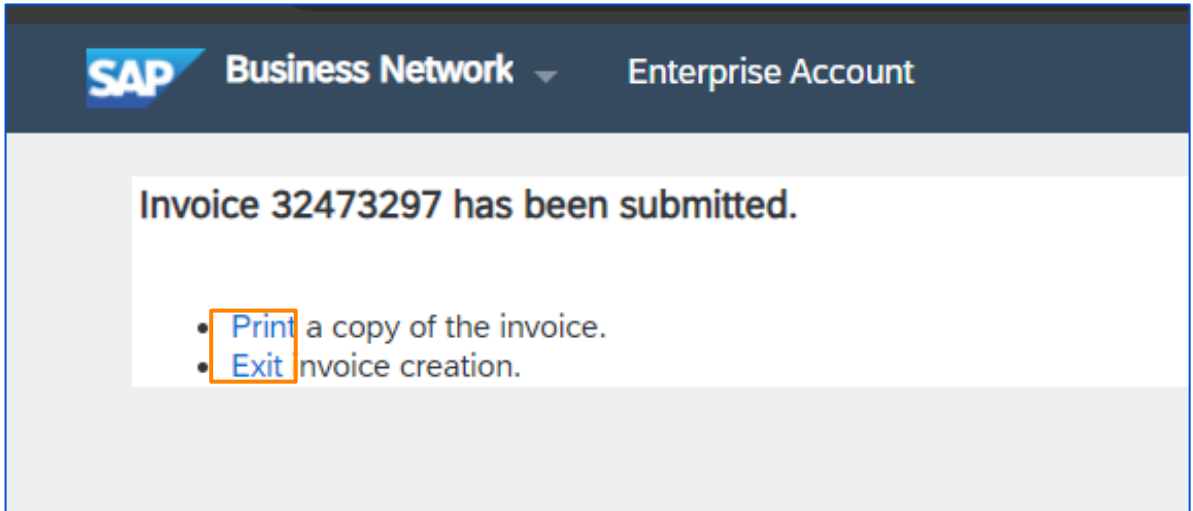 SAP Business Network Enterprise Account
Invoice 32473297 has been submitted.
• Print a copy of the invoice.
• Exit invoice creation.